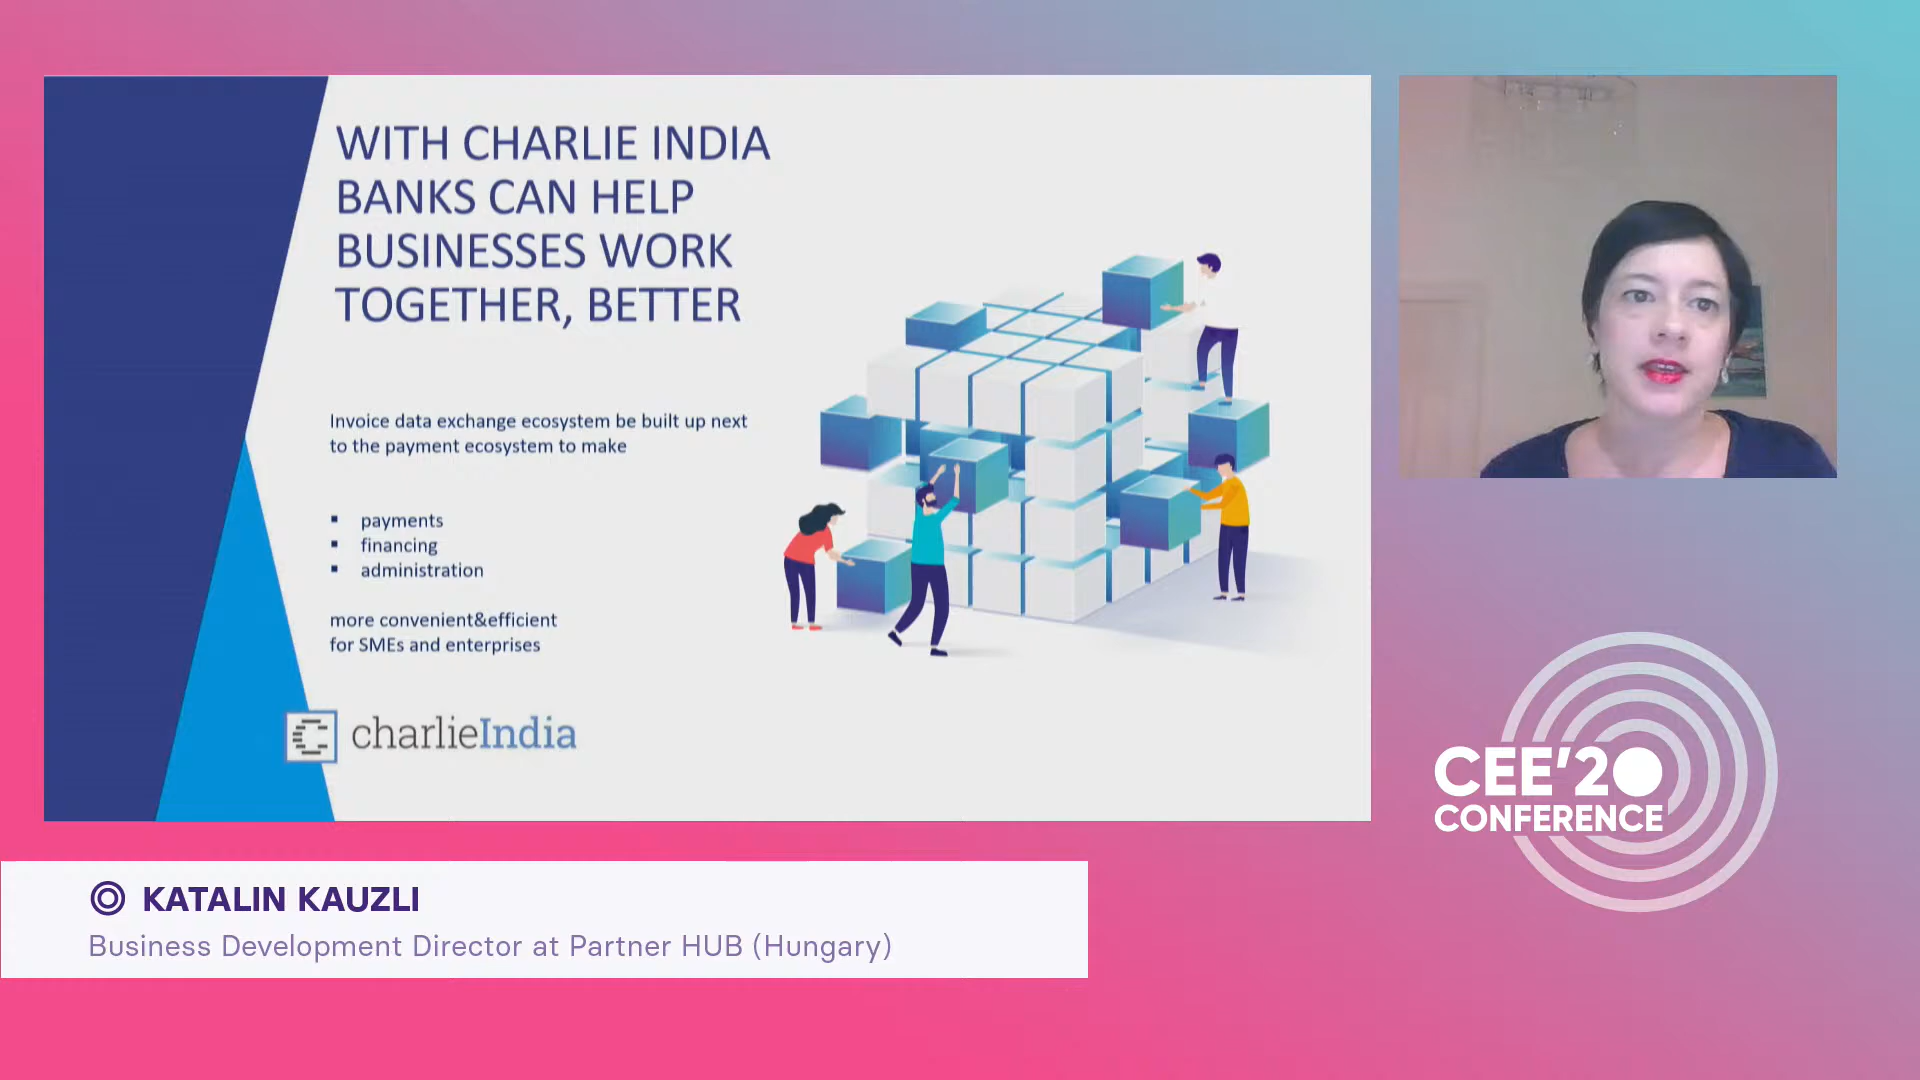 WITH CHARLIE INDIA
BANKS CAN HELP
BUSINESSES WORK
TOGETHER, BETTER
Invoice data exchange ecosystem be built up next
to the payment ecosystem to make
▪ payments
▪ financing
▪ administration
more convenient&efficient
for SMEs and enterprises
charlieIndia
CEE'20
CONFERENCE
KATALIN KAUZLI
Business Development Director at Partner HUB (Hungary)